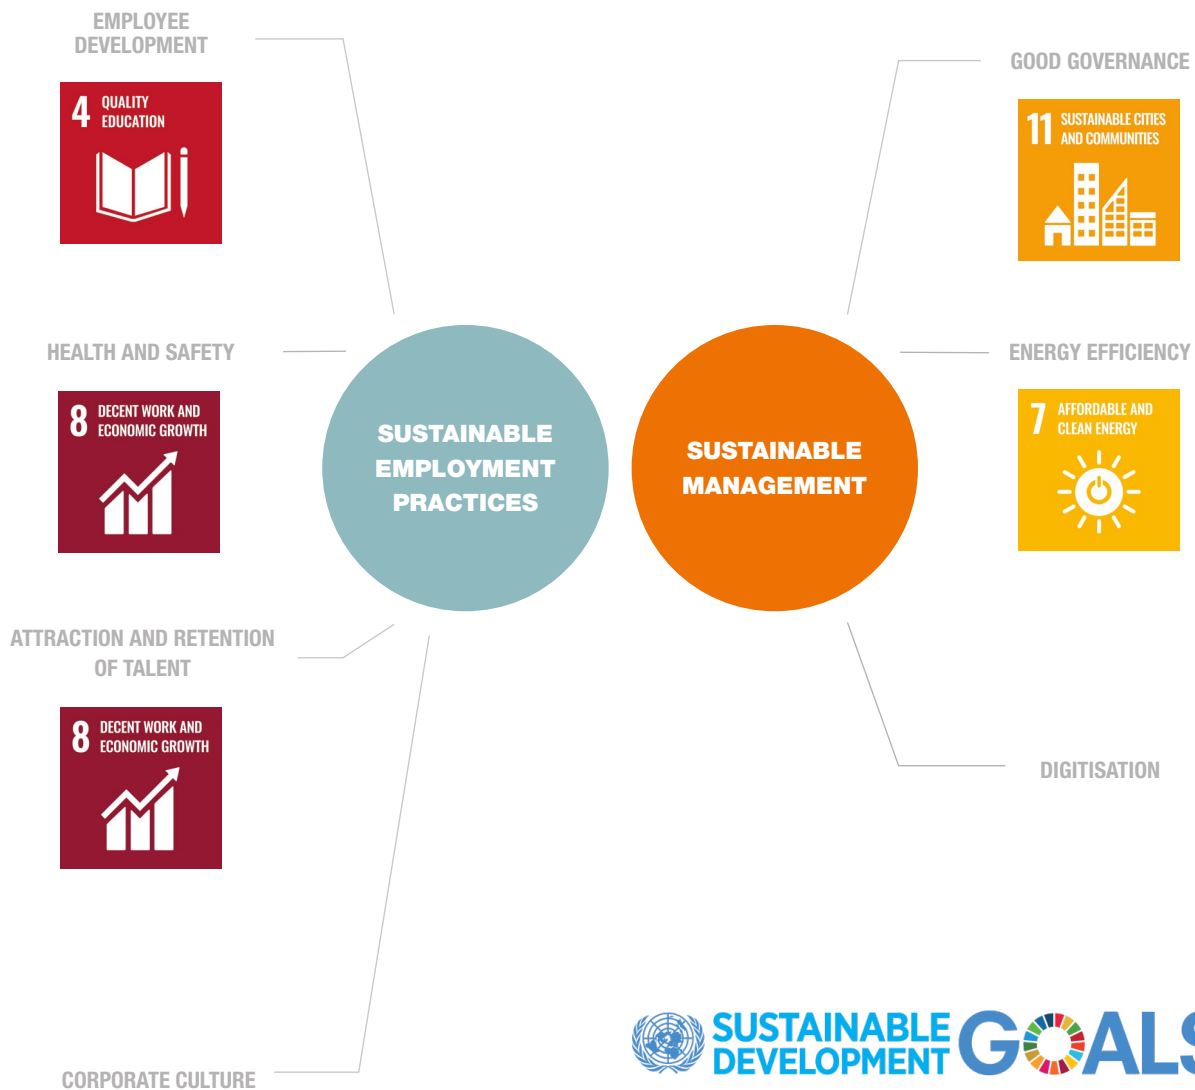 EMPLOYEE
DEVELOPMENT
4 QUALITY
EDUCATION
HEALTH AND SAFETY
8 DECENT WORK AND
ECONOMIC GROWTH
ATTRACTION AND RETENTION
OF TALENT
8 DECENT WORK AND
ECONOMIC GROWTH
CORPORATE CULTURE
SUSTAINABLE
EMPLOYMENT
PRACTICES
SUSTAINABLE
MANAGEMENT
GOOD GOVERNANCE
11 SUSTAINABLE CITIES
AND COMMUNITIES
ENERGY EFFICIENCY
7 AFFORDABLE AND
CLEAN ENERGY
DIGITISATION
SUSTAINABLE
DEVELOPMENT
GOALS